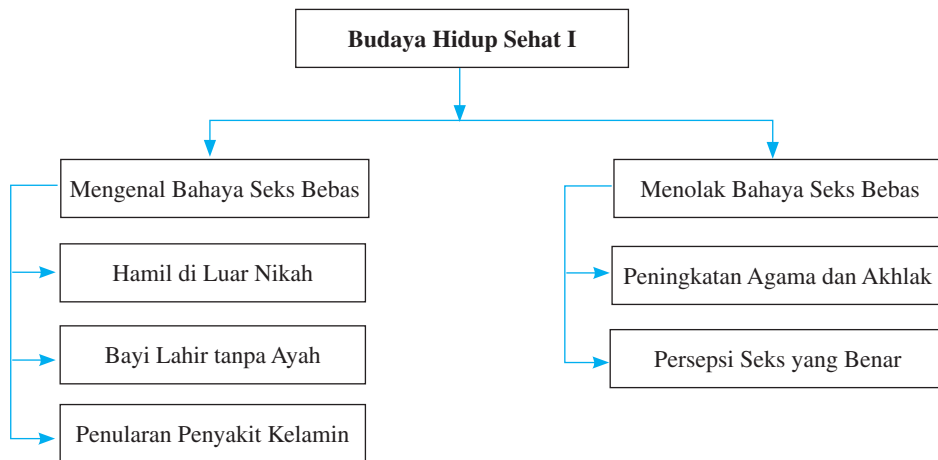 Budaya Hidup Sehat I
Mengenal Bahaya Seks Bebas
Hamil di Luar Nikah
Bayi Lahir tanpa Ayah
Penularan Penyakit Kelamin
Menolak Bahaya Seks Bebas
Peningkatan Agama dan Akhlak
Persepsi Seks yang Benar